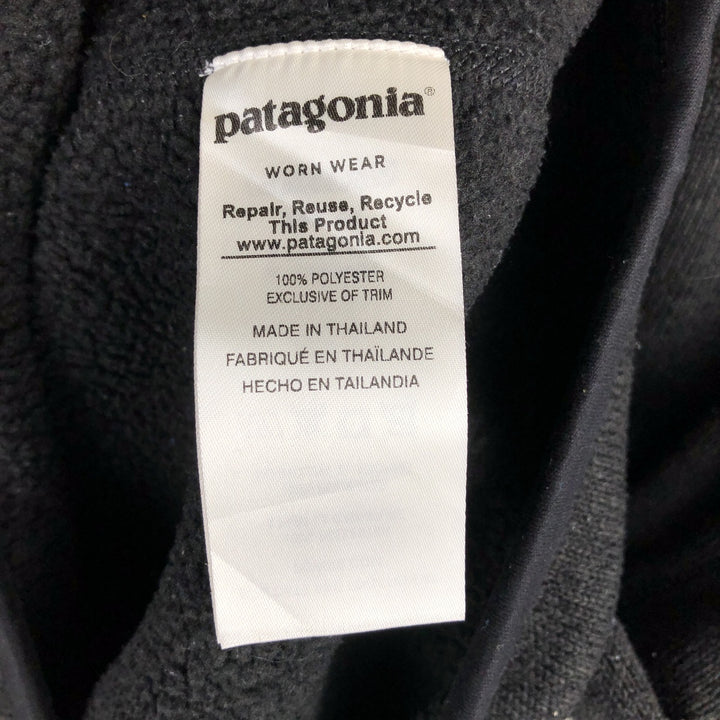 patagonia®
WORN WEAR
Repair, Reuse, Recycle
This Product
www.patagonia.com
100% POLYESTER
EXCLUSIVE OF TRIM
MADE IN THAILAND
FABRIQUÉ EN THAÏLANDE
HECHO EN TAILANDIA